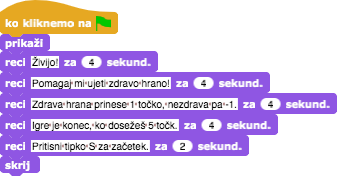 ko kliknemo na
prikaži
reci Živijo! za 4 sekund.
reci Pomagaj mi ujeti zdravo hrano! za 4 sekund.
reci Zdrava hrana prinese 1 točko, nezdrava pa -1. za 4 sekund.
reci Igre je konec, ko dosežeš 5 točk. za 4 sekund.
reci Pritisni tipko S za začetek. za 2 sekund.
skrij